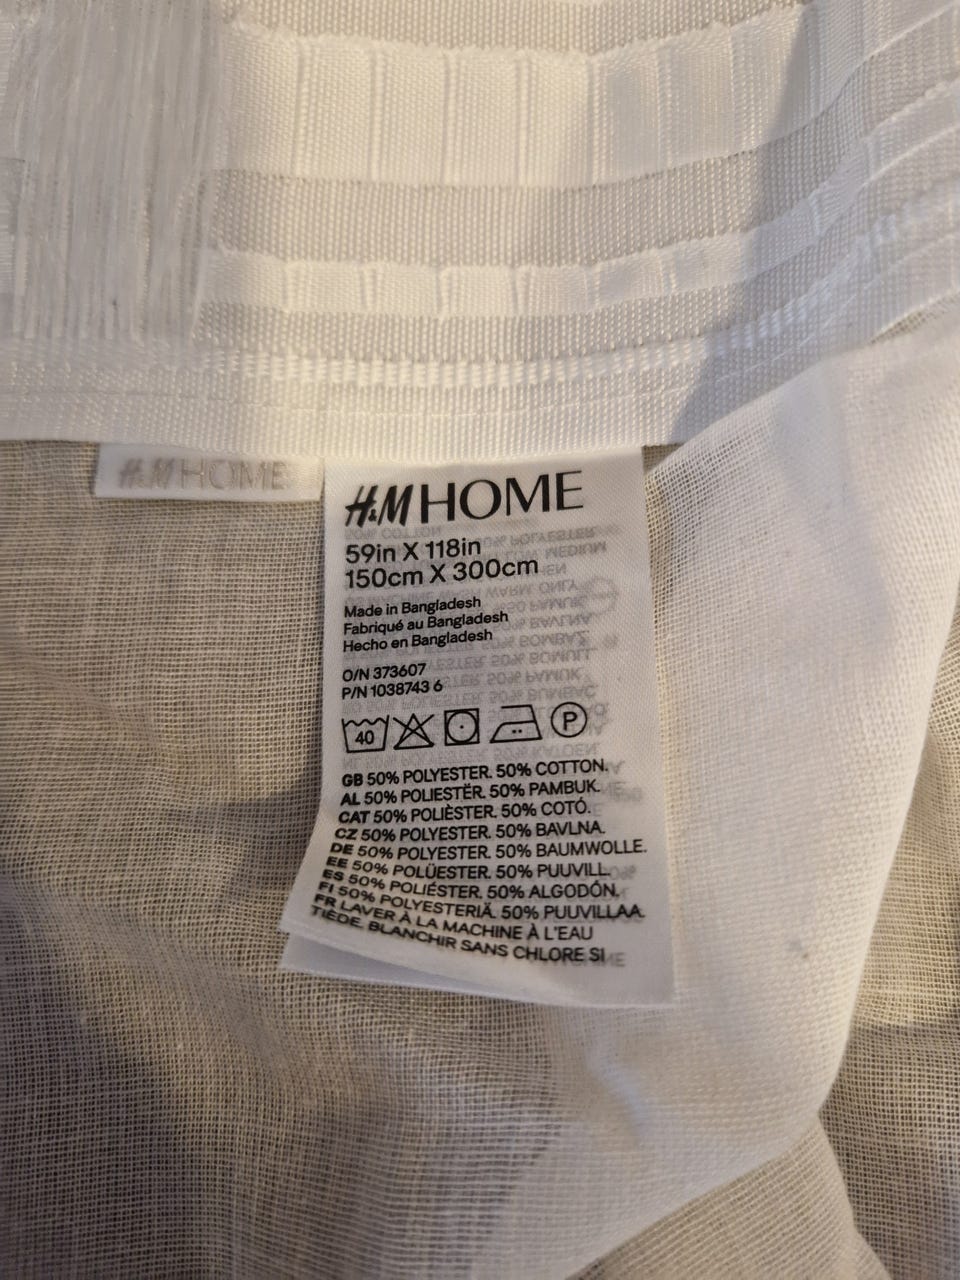 H&M HOME
H&M HOME
59in X 118in
150cm X 300cm
Made in Bangladesh
Fabriqué au Bangladesh
Hecho en Bangladesh
O/N 373607
P/N 1038743 6
40 P
GB 50% POLYESTER. 50% COTTON.
AL 50% POLIESTËR. 50% PAMBUK.
CAT 50% POLIÈSTER. 50% COTÓ.
CZ 50% POLYESTER. 50% BAVLNA.
DE 50% POLYESTER. 50% BAUMWOLLE.
EE 50% POLÜESTER. 50% PUUVILL.
ES 50% POLIÉSTER. 50% ALGODÓN.
FI 50% POLYESTERIÄ. 50% PUUVILLAA.
FR LAVER À LA MACHINE À L'EAU
TIÈDE. BLANCHIR SANS CHLORE SI